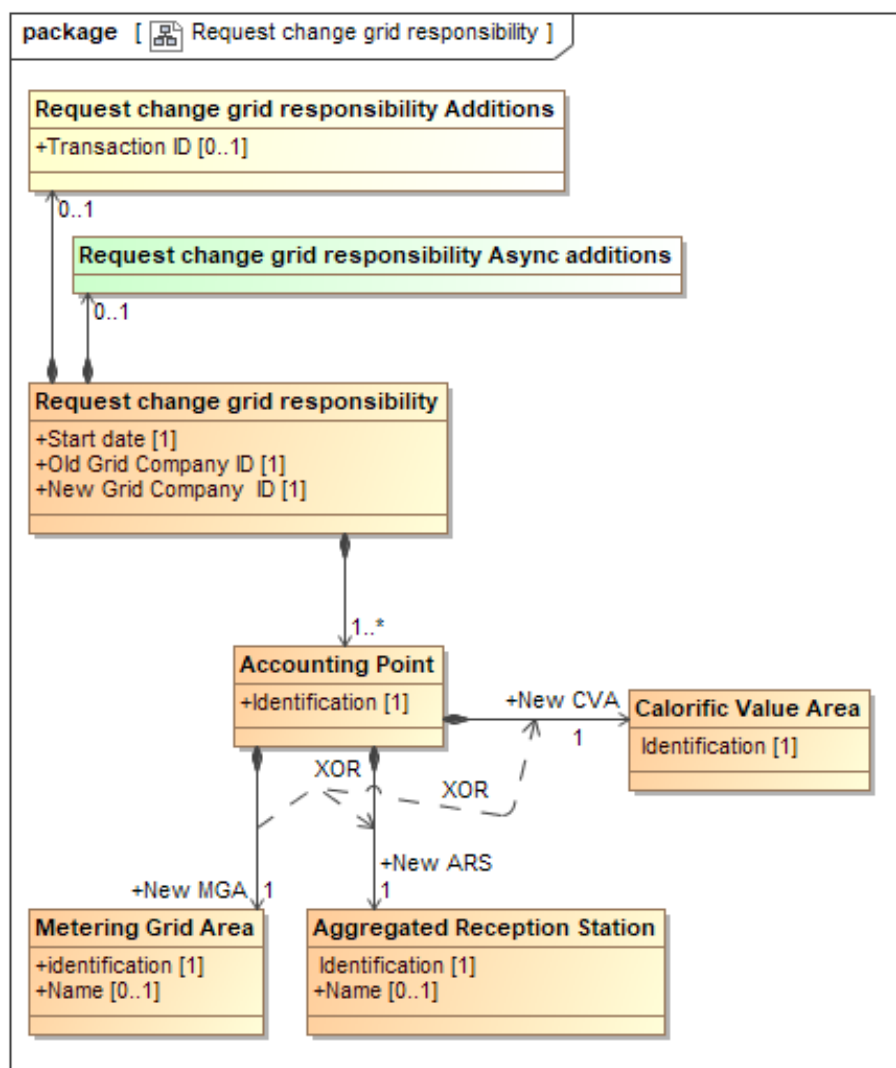 package [ Request change grid responsibility ]
Request change grid responsibility Additions
+Transaction ID [0..1]
0..1
Request change grid responsibility Async additions
0..1
Request change grid responsibility
+Start date [1]
+Old Grid Company ID [1]
+New Grid Company  ID [1]
1..*
Accounting Point
+Identification [1]
+New CVA
1
Calorific Value Area
Identification [1]
XOR
XOR
+New MGA
1
+New ARS
1
Metering Grid Area
+identification [1]
+Name [0..1]
Aggregated Reception Station
Identification [1]
+Name [0..1]